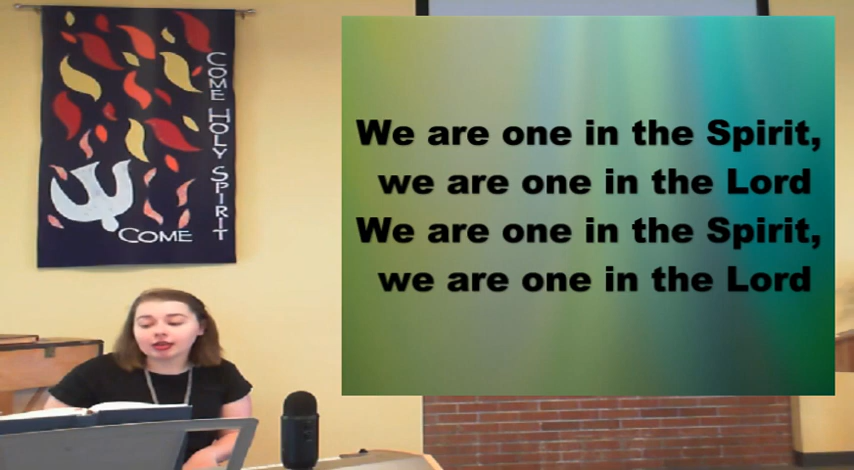 COME HOLY SPIRIT
COME
We are one in the Spirit,
we are one in the Lord
We are one in the Spirit,
we are one in the Lord